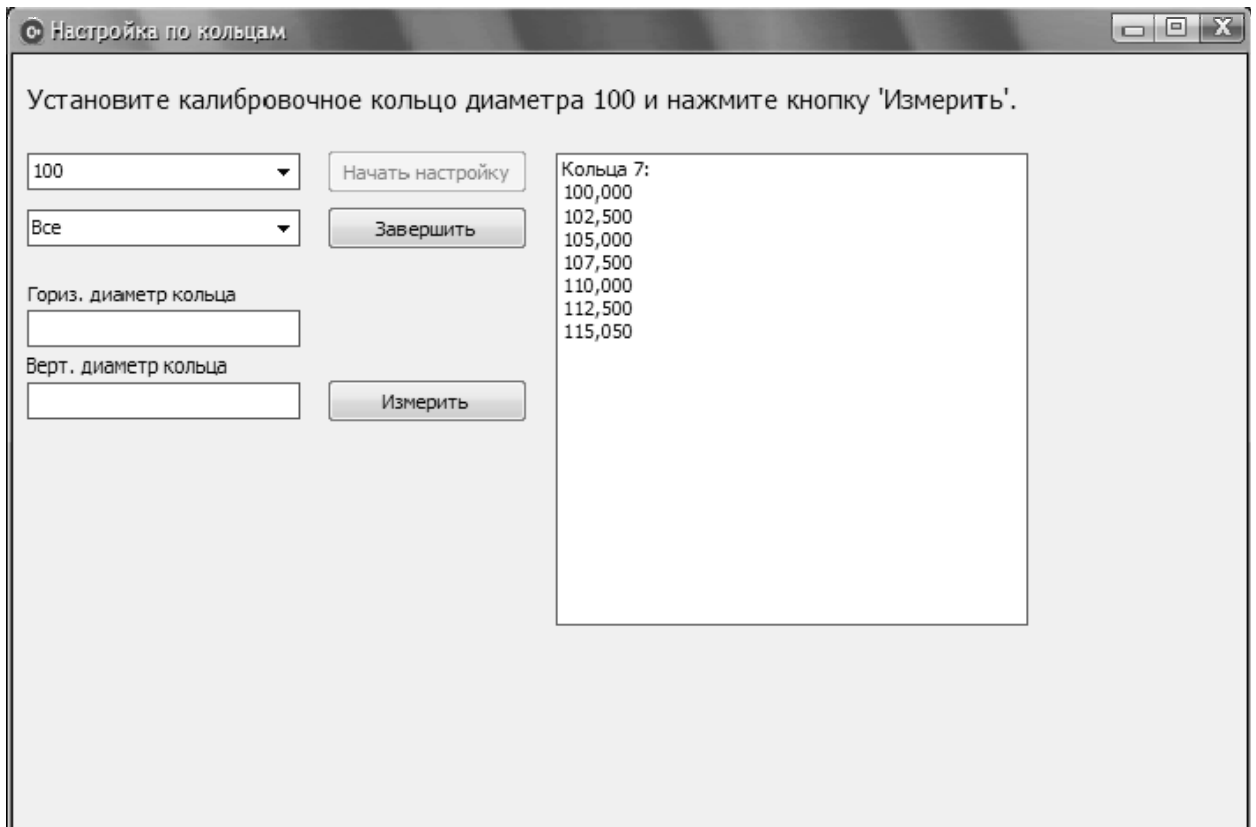 Настройка по кольцам
Установите калибровочное кольцо диаметра 100 и нажмите кнопку 'Измерить'.
100
Начать настройку
Все
Завершить
Гориз. диаметр кольца
Верт. диаметр кольца
Измерить
Кольца 7:
100,000
102,500
105,000
107,500
110,000
112,500
115,050